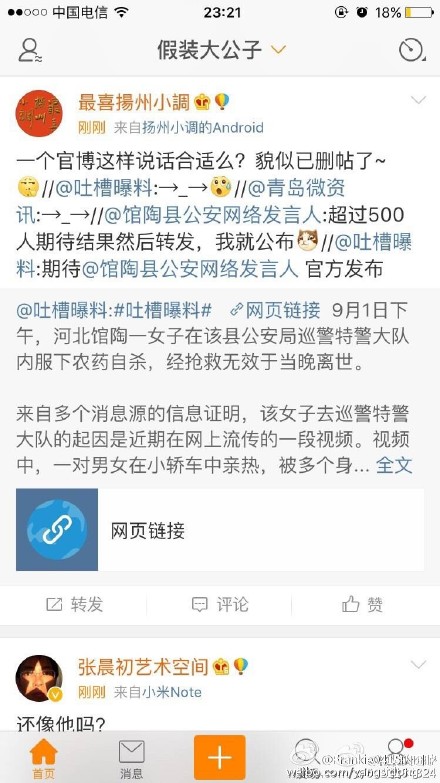 中国电信
23:21
18%
假装大公子
最喜揚州小調
刚刚 来自扬州小调的Android
一个官博这样说话合适么？貌似已删帖了~
//@吐槽曝料:→_→//@青岛微资
讯:→_→//@馆陶县公安网络发言人:超过500
人期待结果然后转发，我就公布//@吐槽曝
料:期待@馆陶县公安网络发言人 官方发布
@吐槽曝料:#吐槽曝料# 网页链接 9月1日下
午，河北馆陶一女子在该县公安局巡警特警大队
内服下农药自杀，经抢救无效于当晚离世。
来自多个消息源的信息证明，该女子去巡警特警
大队的起因是近期在网上流传的一段视频。视频
中，一对男女在小轿车中亲热，被多个身... 全文
网页链接
转发 评论 赞
张晨初艺术空间
刚刚 来自小米Note
还像他吗？
首页 消息